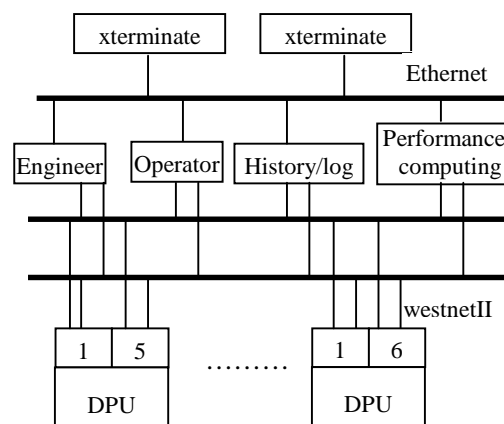 xterminate xterminate
Ethernet
Engineer Operator History/log Performance
computing
westnetII
1 5 ......... 1 6
DPU DPU